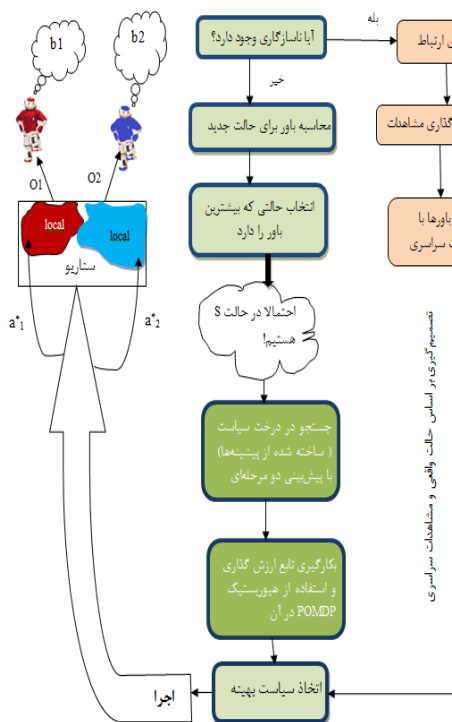 b1
b2
O1
O2
local
local
سناریو
a*1
a*2
آیا ناسازگاری وجود دارد؟
بله
خیر
ی ارتباط
گذاری مشاهدات
باورها با
سراسری
محاسبه باور برای حالت جدید
انتخاب حالتی که بیشترین
باور را دارد
احتمالا در حالت S
هستیم!
جستجو در درخت سیاست
( ساخته شده از پیشینه‌ها)
با پیش‌بینی دو مرحله‌ای
بکارگیری تابع ارزش گذاری
و استفاده از هیوریستیک
POMDP در آن
اتخاذ سیاست بهینه
اجرا
تصمیم گیری بر اساس حالت واقعی و مشاهدات سراسری